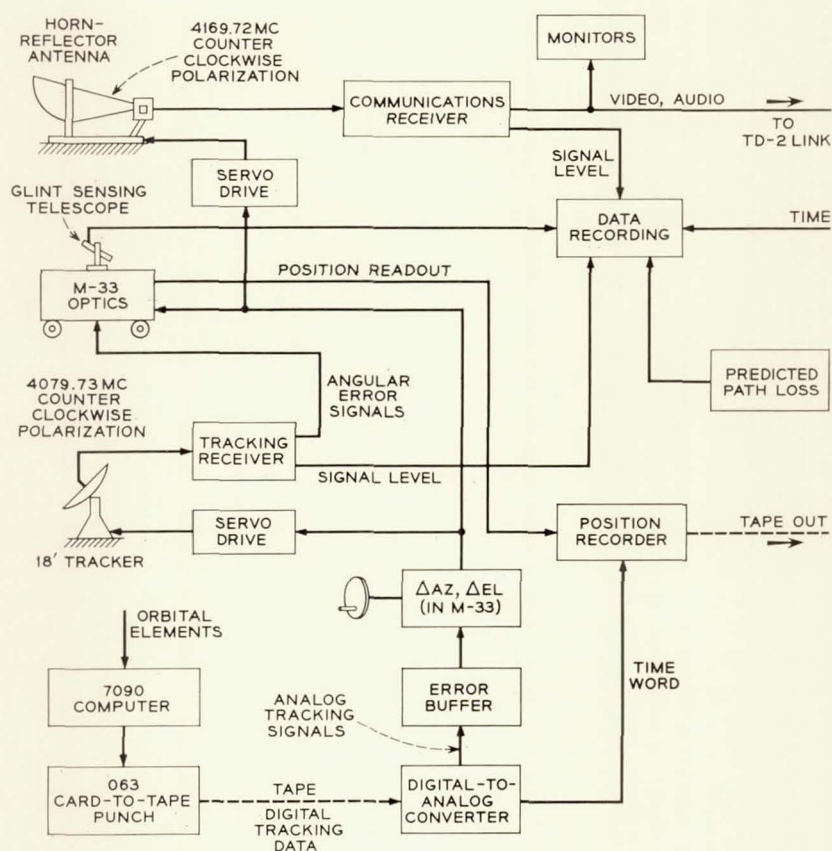 HORN-
REFLECTOR
ANTENNA
4169.72 MC
COUNTER
CLOCKWISE
POLARIZATION
MONITORS
COMMUNICATIONS
RECEIVER
VIDEO, AUDIO
TO
TD-2 LINK
SIGNAL
LEVEL
SERVO
DRIVE
GLINT SENSING
TELESCOPE
DATA
RECORDING
TIME
POSITION READOUT
M-33
OPTICS
PREDICTED
PATH LOSS
4079.73 MC
COUNTER
CLOCKWISE
POLARIZATION
ANGULAR
ERROR
SIGNALS
TRACKING
RECEIVER
SIGNAL LEVEL
SERVO
DRIVE
POSITION
RECORDER
TAPE OUT
18' TRACKER
ΔAZ, ΔEL
(IN M-33)
ORBITAL
ELEMENTS
TIME
WORD
7090
COMPUTER
ANALOG
TRACKING
SIGNALS
ERROR
BUFFER
063
CARD-TO-TAPE
PUNCH
TAPE
DIGITAL
TRACKING
DATA
DIGITAL-TO-
ANALOG
CONVERTER